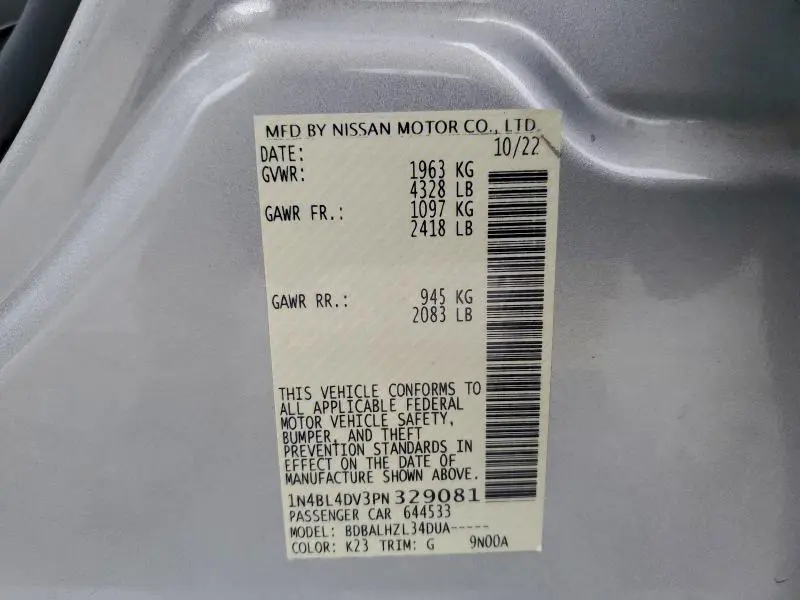 MFD BY NISSAN MOTOR CO., LTD.
DATE: 10/22
GVWR: 1963 KG
4328 LB
GAWR FR.: 1097 KG
2418 LB
GAWR RR.: 945 KG
2083 LB
THIS VEHICLE CONFORMS TO
ALL APPLICABLE FEDERAL
MOTOR VEHICLE SAFETY,
BUMPER, AND THEFT
PREVENTION STANDARDS IN
EFFECT ON THE DATE OF
MANUFACTURE SHOWN ABOVE.
1N4BL4DV3PN329081
PASSENGER CAR 644533
MODEL: BDBALHZL34DUA-----
COLOR: K23 TRIM: G 9N00A